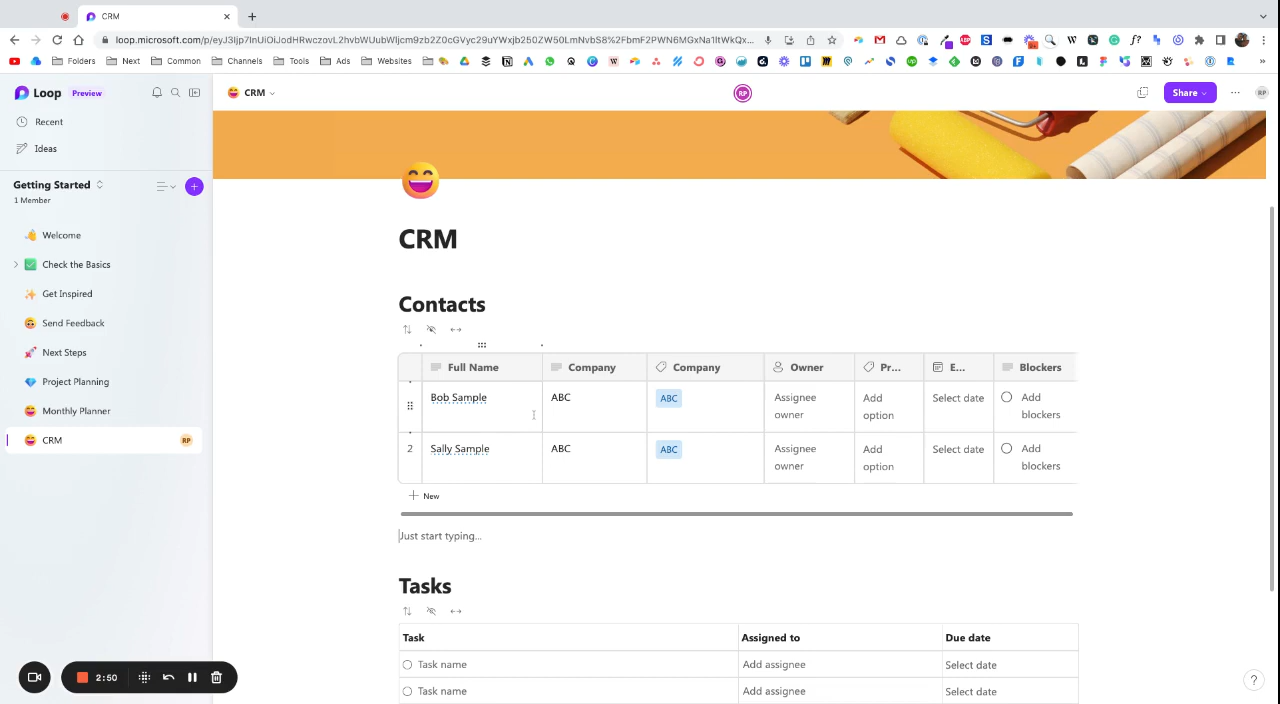 CRM
loop.microsoft.com/p/eyJ3Ijp7InUiOiJodHRwczovL2hvbWUubWljcm9zb2Z0cGVyc29uYWxjb250ZW50LmNvbS8%2FbmF2PWN6MGxNa1ltWkQx...
Folders Next Common Channels Tools Ads Websites
Loop Preview
CRM
RP
Share
RP
Recent
Ideas
Getting Started
1 Member
Welcome
Check the Basics
Get Inspired
Send Feedback
Next Steps
Project Planning
Monthly Planner
CRM RP
CRM
Contacts
Full Name Company Company Owner Pr... E... Blockers
Bob Sample ABC ABC Assignee owner Add option Select date Add blockers
2 Sally Sample ABC ABC Assignee owner Add option Select date Add blockers
New
Just start typing...
Tasks
Task Assigned to Due date
Task name Add assignee Select date
Task name Add assignee Select date
2:50
?